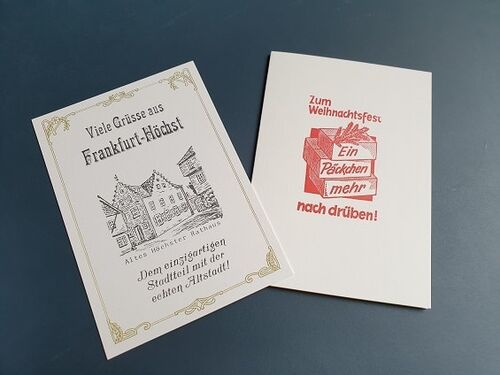 Viele Grüsse aus
Frankfurt-Höchst
Altes Höchster Rathaus
Dem einzigartigen
Stadtteil mit der
echten Altstadt!
Zum
Weihnachtsfest
Ein
Päckchen
mehr
nach drüben!